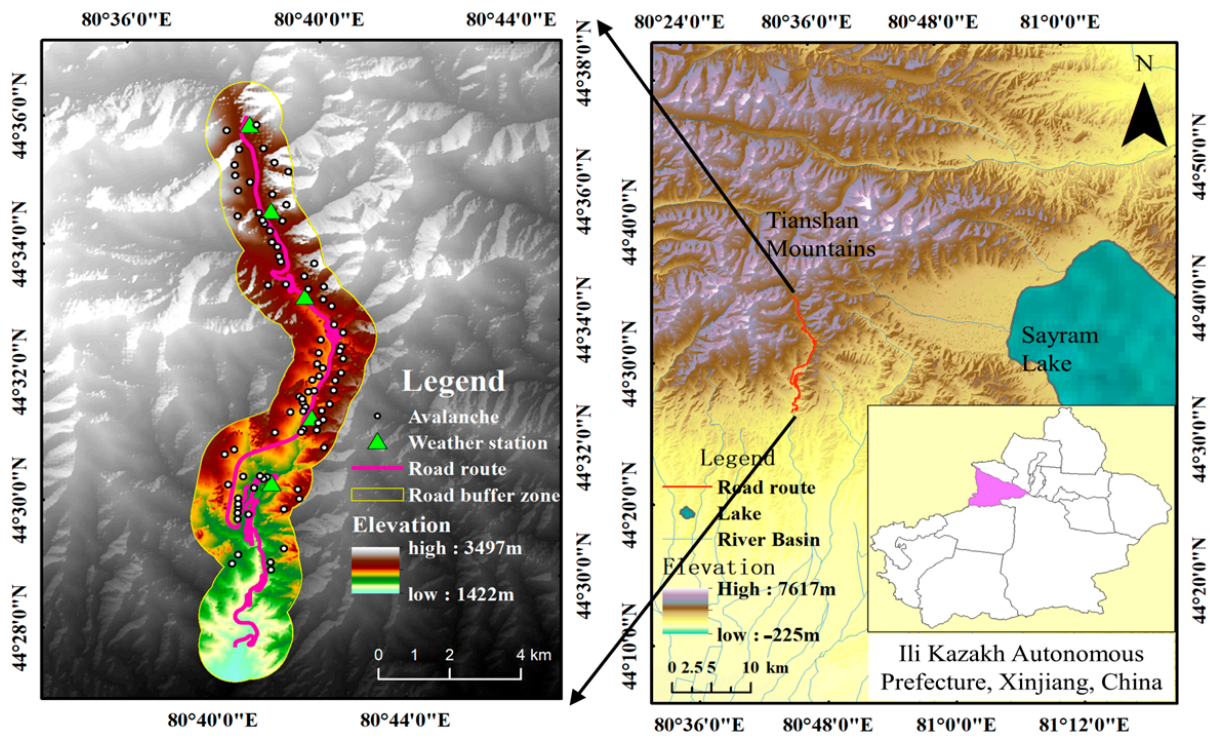 80°36'0"E 80°40'0"E 80°44'0"E
44°36'0"N
44°34'0"N
44°32'0"N
44°30'0"N
44°28'0"N
44°38'0"N
44°36'0"N
44°34'0"N
44°32'0"N
44°30'0"N
80°40'0"E 80°44'0"E
Legend
Avalanche
Weather station
Road route
Road buffer zone
Elevation
high : 3497m
low : 1422m
0 1 2 4 km
80°24'0"E 80°36'0"E 80°48'0"E 81°0'0"E
44°40'0"N
44°30'0"N
44°20'0"N
44°10'0"N
44°50'0"N
44°40'0"N
44°30'0"N
44°20'0"N
80°36'0"E 80°48'0"E 81°0'0"E 81°12'0"E
N
Tianshan
Mountains
Sayram
Lake
Legend
Road route
Lake
River Basin
Elevation
High : 7617m
low : -225m
0 2.5 5 10 km
Ili Kazakh Autonomous
Prefecture, Xinjiang, China